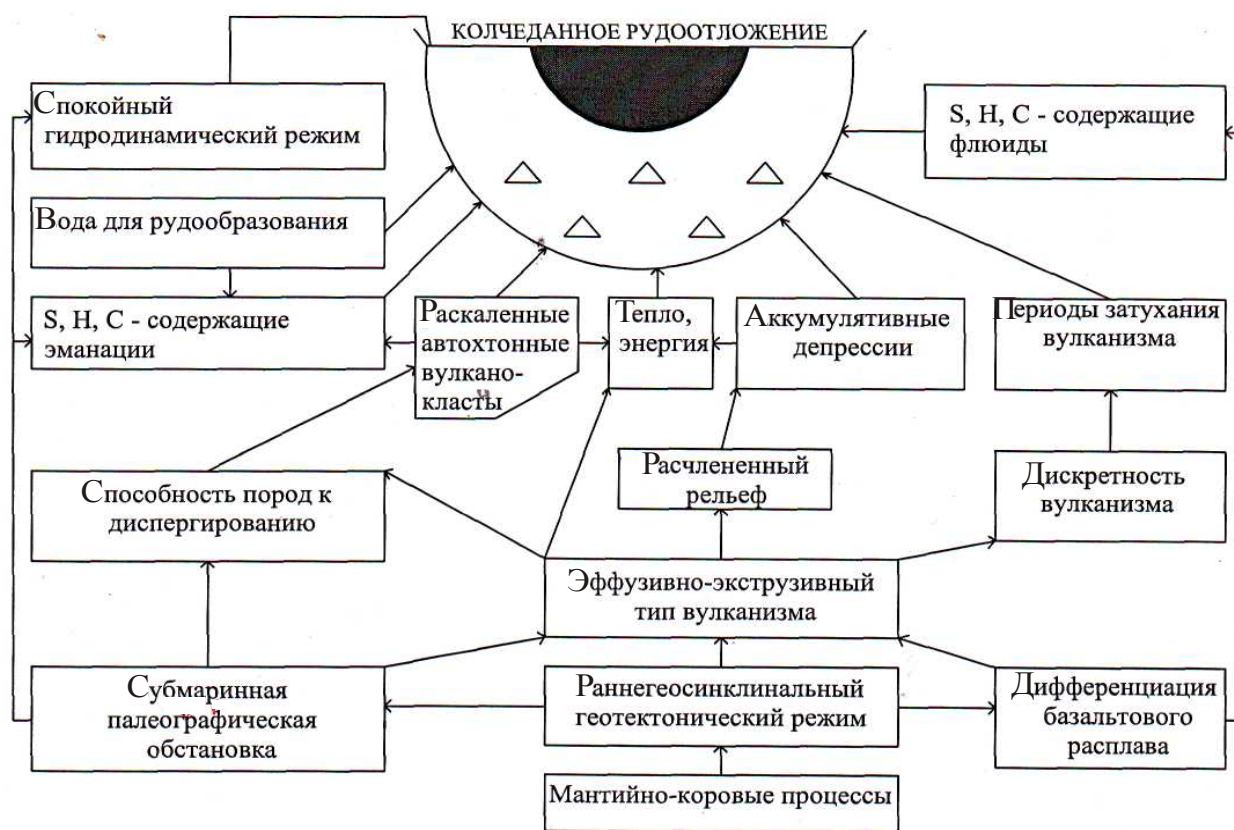 КОЛЧЕДАННОЕ РУДООТЛОЖЕНИЕ
Спокойный
гидродинамический режим
S, H, C - содержащие
флюиды
Вода для рудообразования
S, H, C - содержащие
эманации
Раскаленные
автохтонные
вулкано-
класты
Тепло,
энергия
Аккумулятивные
депрессии
Периоды затухания
вулканизма
Способность пород к
диспергированию
Расчлененный
рельеф
Дискретность
вулканизма
Эффузивно-экструзивный
тип вулканизма
Субмаринная
палеографическая
обстановка
Раннегеосинклинальный
геотектонический режим
Дифференциация
базальтового
расплава
Мантийно-коровые процессы